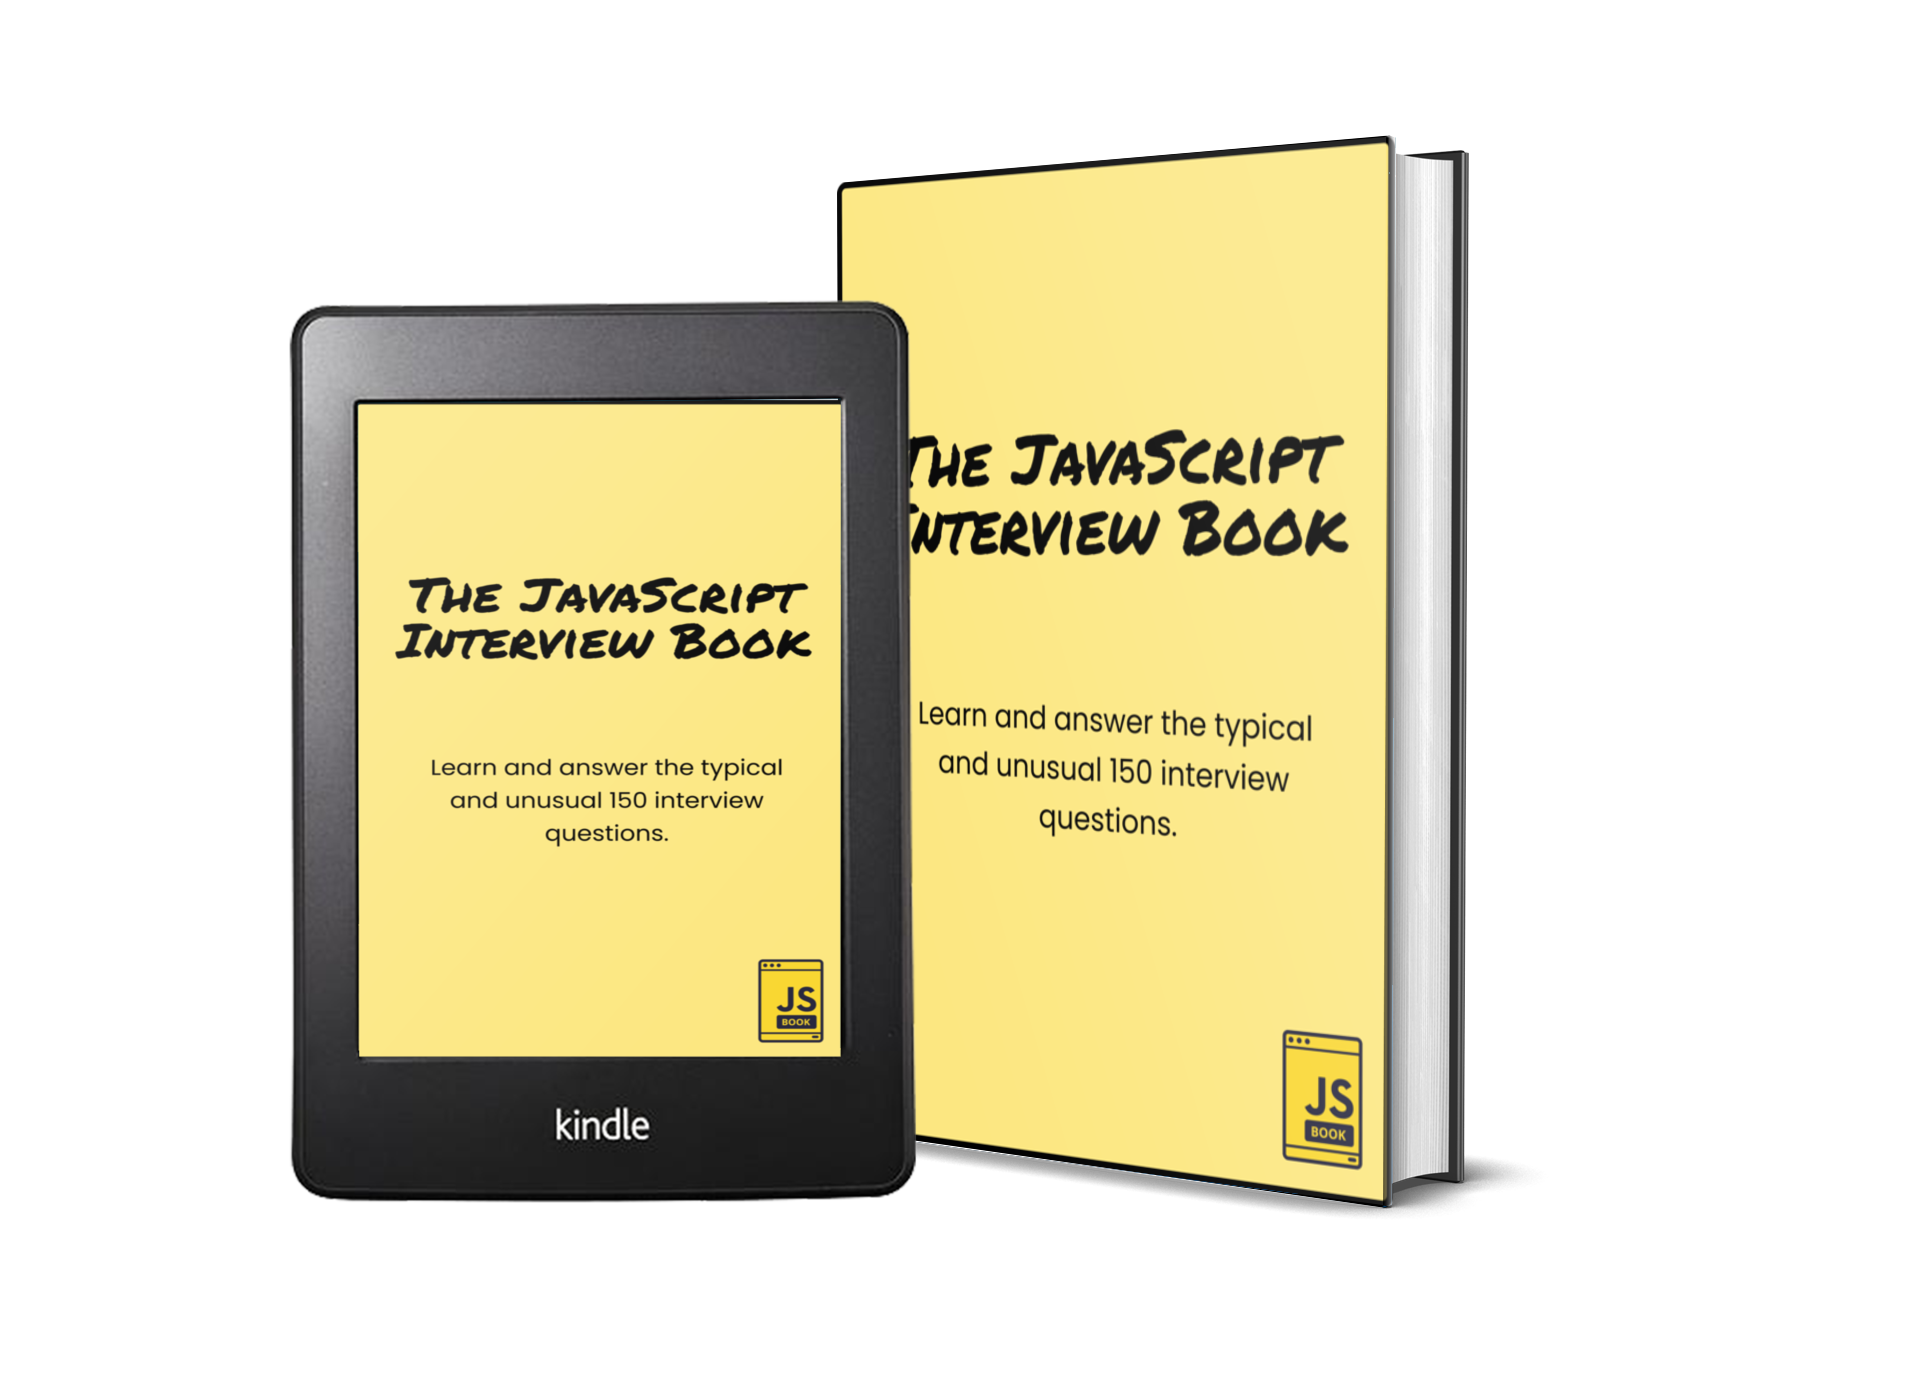 The JavaScript
Interview Book
Learn and answer the typical
and unusual 150 interview
questions.
JS
BOOK
kindle
The JavaScript
Interview Book
Learn and answer the typical
and unusual 150 interview
questions.
JS
BOOK